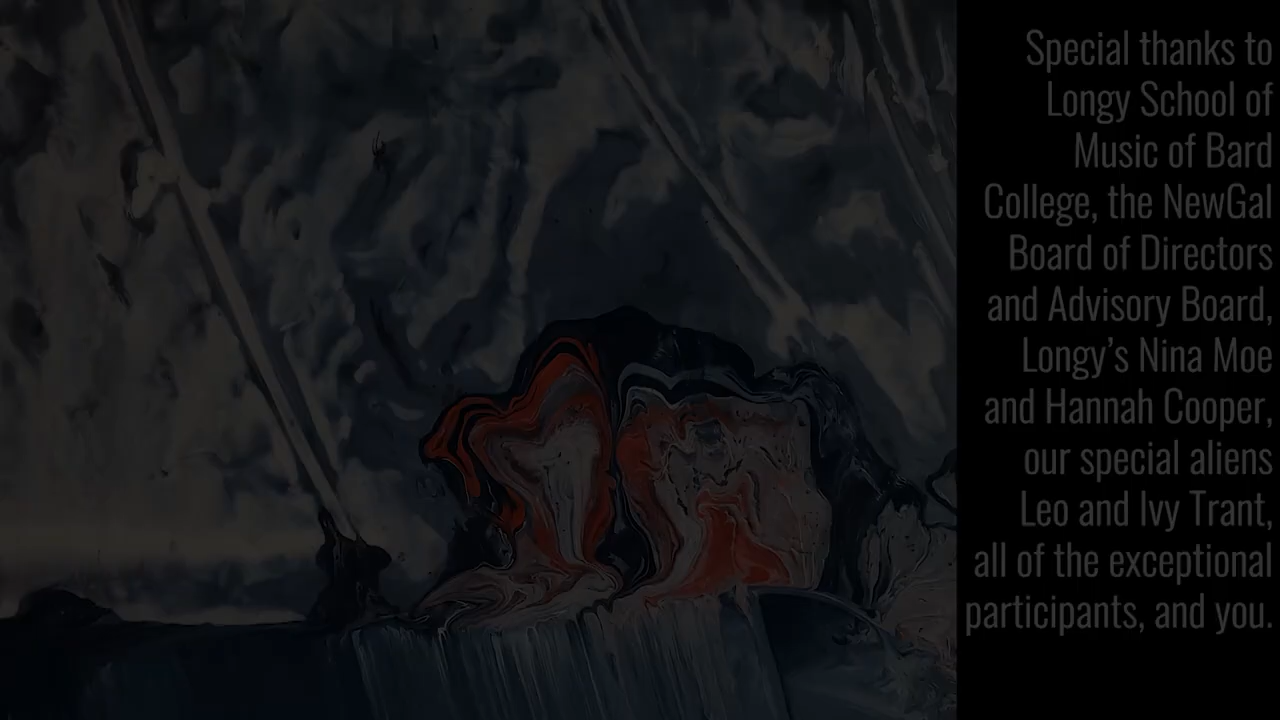 Special thanks to
Longy School of
Music of Bard
College, the NewGal
Board of Directors
and Advisory Board,
Longy’s Nina Moe
and Hannah Cooper,
our special aliens
Leo and Ivy Trant,
all of the exceptional
participants, and you.